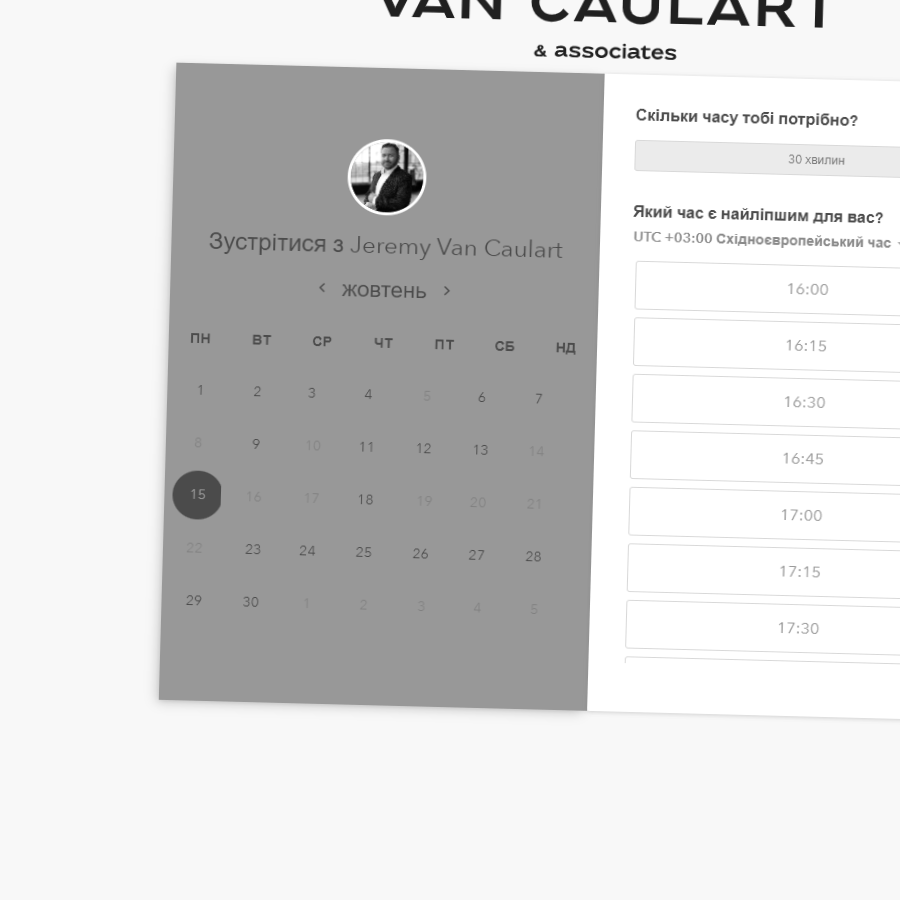 VAN CAULART
& associates
Зустрітися з Jeremy Van Caulart
жовтень
ПН ВТ СР ЧТ ПТ СБ НД
1 2 3 4 5 6 7
8 9 10 11 12 13 14
15 16 17 18 19 20 21
22 23 24 25 26 27 28
29 30 1 2 3 4 5
Скільки часу тобі потрібно?
30 хвилин
Який час є найліпшим для вас?
UTC +03:00 Східноєвропейський час
16:00
16:15
16:30
16:45
17:00
17:15
17:30